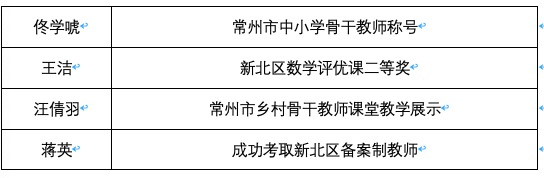 佟学唬 常州市中小学骨干教师称号
王洁 新北区数学评优课二等奖
汪倩羽 常州市乡村骨干教师课堂教学展示
蒋英 成功考取新北区备案制教师